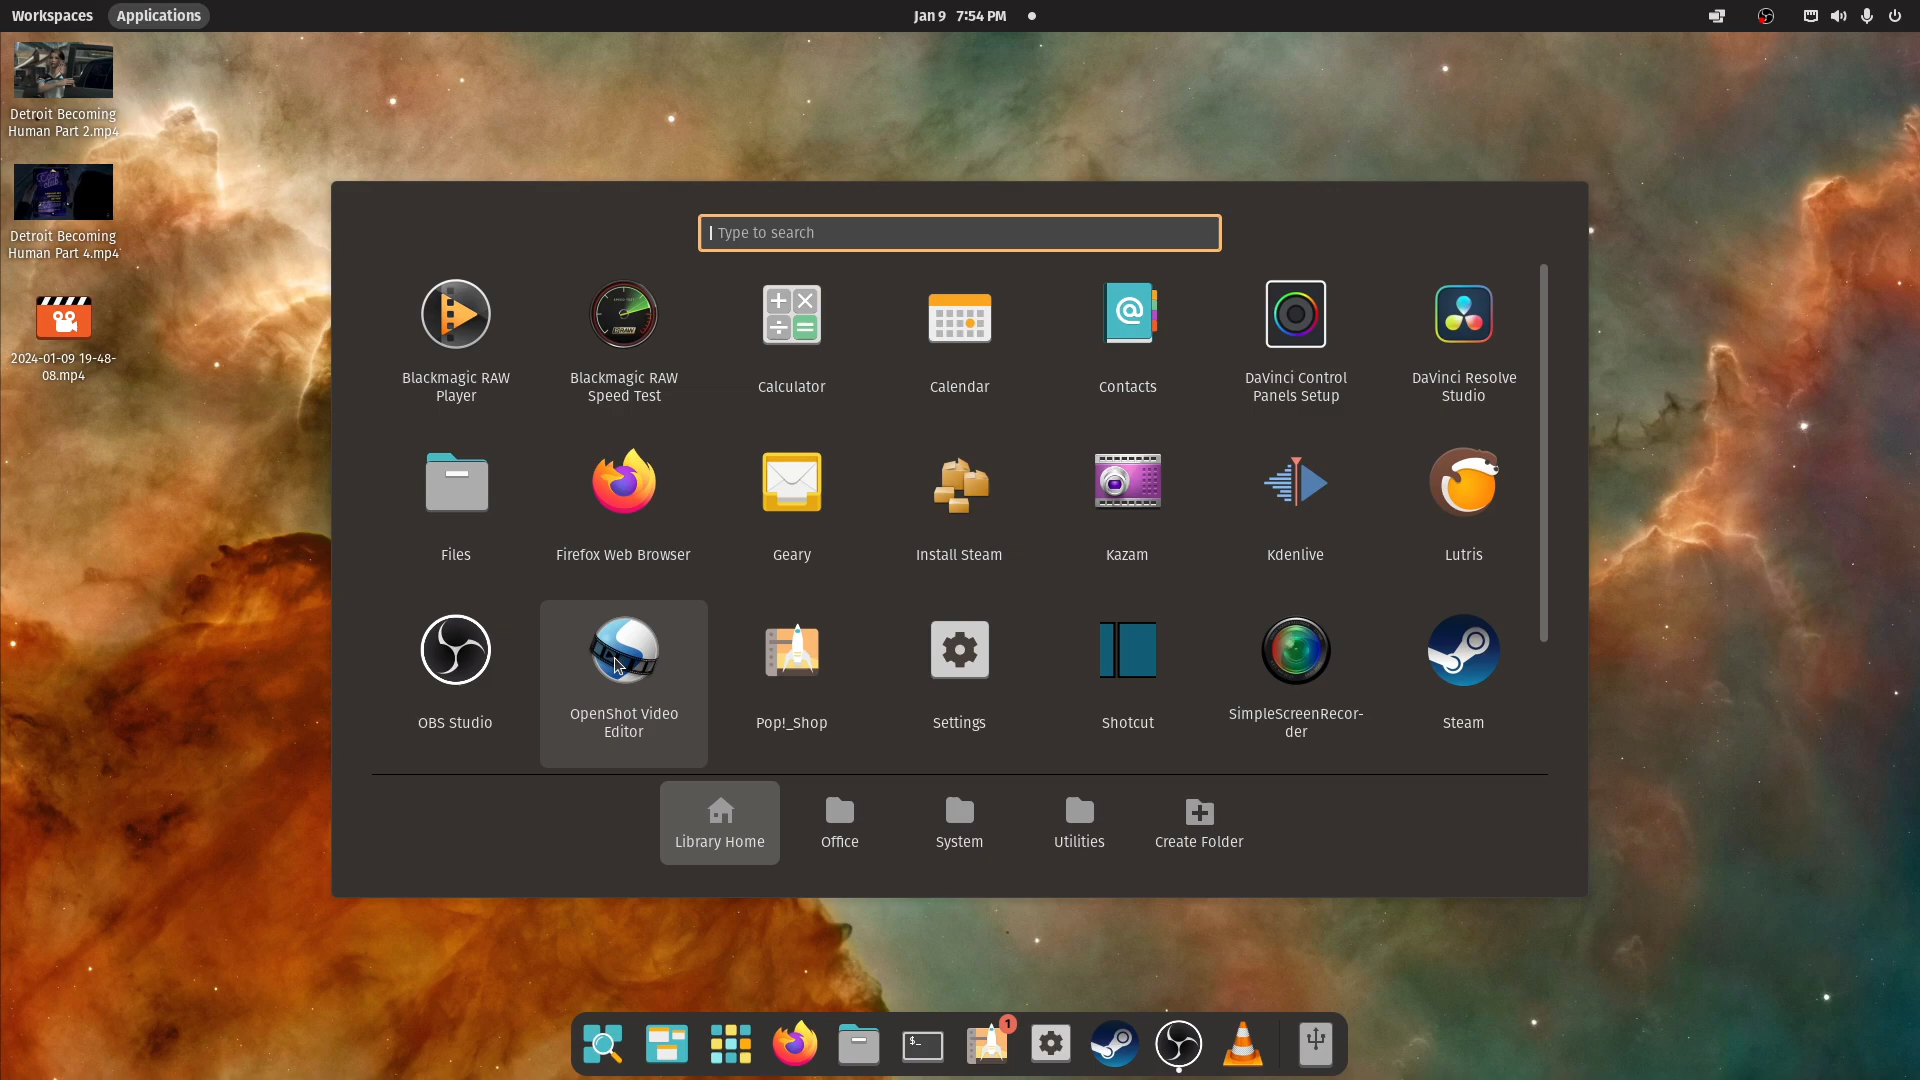 Workspaces
Applications
Jan 9 7:54 PM
Detroit Becoming
Human Part 2.mp4
Detroit Becoming
Human Part 4.mp4
2024-01-09 19-48-
08.mp4
Type to search
Blackmagic RAW
Player
Blackmagic RAW
Speed Test
Calculator
Calendar
Contacts
DaVinci Control
Panels Setup
DaVinci Resolve
Studio
Files
Firefox Web Browser
Geary
Install Steam
Kazam
Kdenlive
Lutris
OBS Studio
OpenShot Video
Editor
Pop!_Shop
Settings
Shotcut
SimpleScreenRecor-
der
Steam
Library Home
Office
System
Utilities
Create Folder
$_
1